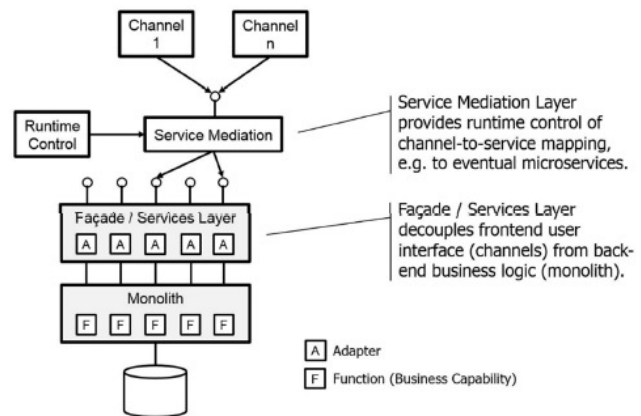 Channel
1
Channel
n
Runtime
Control
Service Mediation
Service Mediation Layer
provides runtime control of
channel-to-service mapping,
e.g. to eventual microservices.
Façade / Services Layer
A A A A A
Façade / Services Layer
decouples frontend user
interface (channels) from back-
end business logic (monolith).
Monolith
F F F F F
A Adapter
F Function (Business Capability)